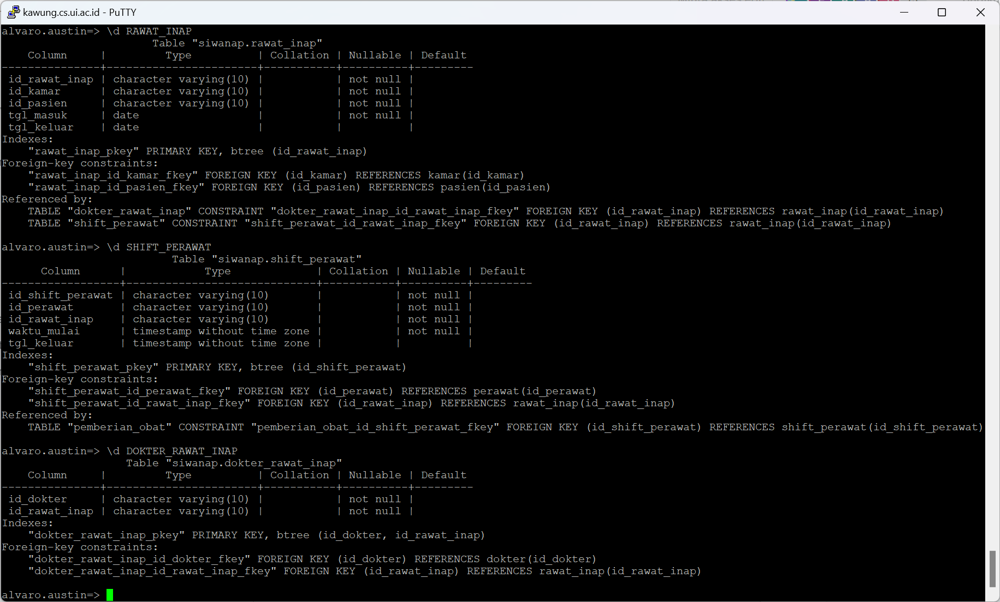 kawung.cs.ui.ac.id - PuTTY
alvaro.austin=> \d RAWAT_INAP
                       Table "siwanap.rawat_inap"
    Column     |         Type          | Collation | Nullable | Default
---------------+-----------------------+-----------+----------+---------
 id_rawat_inap | character varying(10) |           | not null |
 id_kamar      | character varying(10) |           | not null |
 id_pasien     | character varying(10) |           | not null |
 tgl_masuk     | date                  |           | not null |
 tgl_keluar    | date                  |           |          |
Indexes:
    "rawat_inap_pkey" PRIMARY KEY, btree (id_rawat_inap)
Foreign-key constraints:
    "rawat_inap_id_kamar_fkey" FOREIGN KEY (id_kamar) REFERENCES kamar(id_kamar)
    "rawat_inap_id_pasien_fkey" FOREIGN KEY (id_pasien) REFERENCES pasien(id_pasien)
Referenced by:
    TABLE "dokter_rawat_inap" CONSTRAINT "dokter_rawat_inap_id_rawat_inap_fkey" FOREIGN KEY (id_rawat_inap) REFERENCES rawat_inap(id_rawat_inap)
    TABLE "shift_perawat" CONSTRAINT "shift_perawat_id_rawat_inap_fkey" FOREIGN KEY (id_rawat_inap) REFERENCES rawat_inap(id_rawat_inap)

alvaro.austin=> \d SHIFT_PERAWAT
                          Table "siwanap.shift_perawat"
      Column      |            Type             | Collation | Nullable | Default
------------------+-----------------------------+-----------+----------+---------
 id_shift_perawat | character varying(10)       |           | not null |
 id_perawat       | character varying(10)       |           | not null |
 id_rawat_inap    | character varying(10)       |           | not null |
 waktu_mulai      | timestamp without time zone |           | not null |
 tgl_keluar       | timestamp without time zone |           |          |
Indexes:
    "shift_perawat_pkey" PRIMARY KEY, btree (id_shift_perawat)
Foreign-key constraints:
    "shift_perawat_id_perawat_fkey" FOREIGN KEY (id_perawat) REFERENCES perawat(id_perawat)
    "shift_perawat_id_rawat_inap_fkey" FOREIGN KEY (id_rawat_inap) REFERENCES rawat_inap(id_rawat_inap)
Referenced by:
    TABLE "pemberian_obat" CONSTRAINT "pemberian_obat_id_shift_perawat_fkey" FOREIGN KEY (id_shift_perawat) REFERENCES shift_perawat(id_shift_perawat)

alvaro.austin=> \d DOKTER_RAWAT_INAP
                   Table "siwanap.dokter_rawat_inap"
    Column     |         Type          | Collation | Nullable | Default
---------------+-----------------------+-----------+----------+---------
 id_dokter     | character varying(10) |           | not null |
 id_rawat_inap | character varying(10) |           | not null |
Indexes:
    "dokter_rawat_inap_pkey" PRIMARY KEY, btree (id_dokter, id_rawat_inap)
Foreign-key constraints:
    "dokter_rawat_inap_id_dokter_fkey" FOREIGN KEY (id_dokter) REFERENCES dokter(id_dokter)
    "dokter_rawat_inap_id_rawat_inap_fkey" FOREIGN KEY (id_rawat_inap) REFERENCES rawat_inap(id_rawat_inap)

alvaro.austin=>